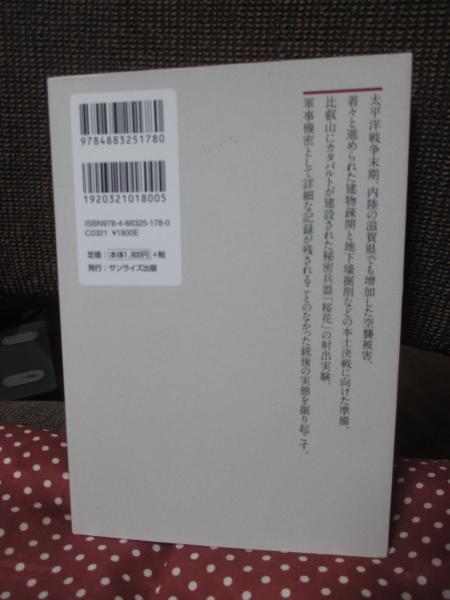 太平洋戦争末期、内陸の滋賀県でも増加した空襲被害、
着々と進められた建物疎開と地下壕掘削などの本土決戦に向けた準備、
比叡山にカタパルトが建設された秘密兵器「桜花」の射出実験、
軍事機密として詳細な記録が残されることのなかった銃後の実態を掘り起こす。
9784883251780
1920321018005
ISBN978-4-88325-178-0
C0321 ¥1800E
定価：本体1,800円+税
発行：サンライズ出版